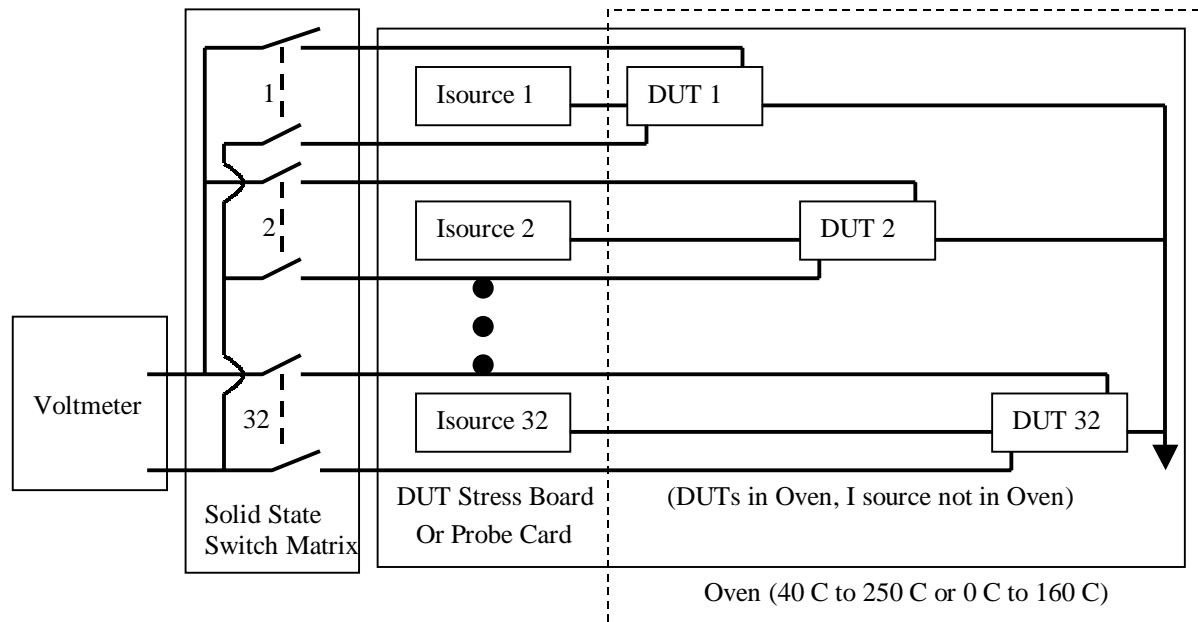 1
Isource 1
DUT 1
2
Isource 2
DUT 2
Voltmeter
32
Isource 32
DUT 32
Solid State
Switch Matrix
DUT Stress Board
Or Probe Card
(DUTs in Oven, I source not in Oven)
Oven (40 C to 250 C or 0 C to 160 C)